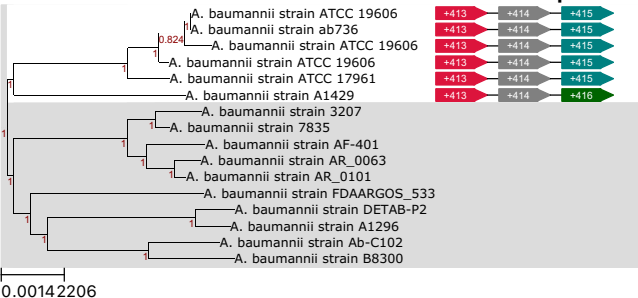 A. baumannii strain ATCC 19606 +413 +414 +415
A. baumannii strain ab736 +413 +414 +415
0.824 A. baumannii strain ATCC 19606 +413 +414 +415
A. baumannii strain ATCC 19606 +413 +414 +415
A. baumannii strain ATCC 17961 +413 +414 +415
A. baumannii strain A1429 +413 +414 +416
A. baumannii strain 3207
A. baumannii strain 7835
A. baumannii strain AF-401
A. baumannii strain AR_0063
A. baumannii strain AR_0101
A. baumannii strain FDAARGOS_533
A. baumannii strain DETAB-P2
A. baumannii strain A1296
A. baumannii strain Ab-C102
A. baumannii strain B8300
1
1
1
1
1
1
1
1
1
1
1
1
1
1
0.00142206